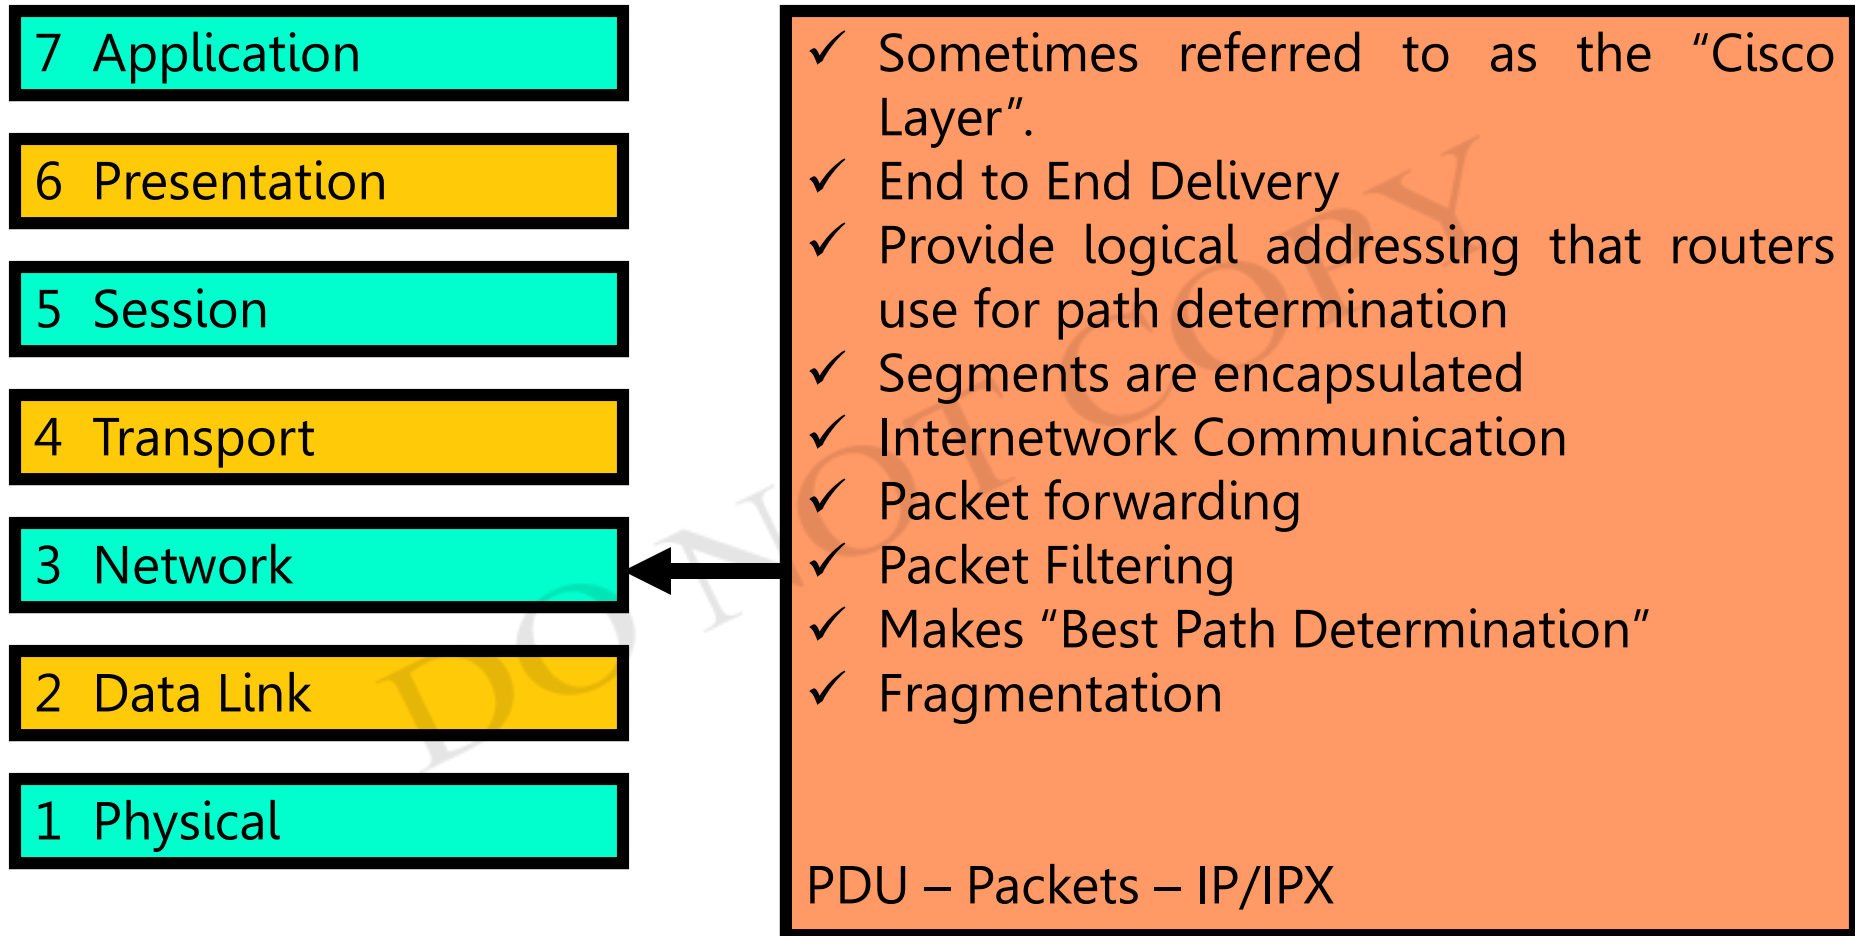 7 Application
6 Presentation
5 Session
4 Transport
3 Network
2 Data Link
1 Physical
✓ Sometimes referred to as the “Cisco
Layer”.
✓ End to End Delivery
✓ Provide logical addressing that routers
use for path determination
✓ Segments are encapsulated
✓ Internetwork Communication
✓ Packet forwarding
✓ Packet Filtering
✓ Makes “Best Path Determination”
✓ Fragmentation
PDU – Packets – IP/IPX
DO NOT COPY